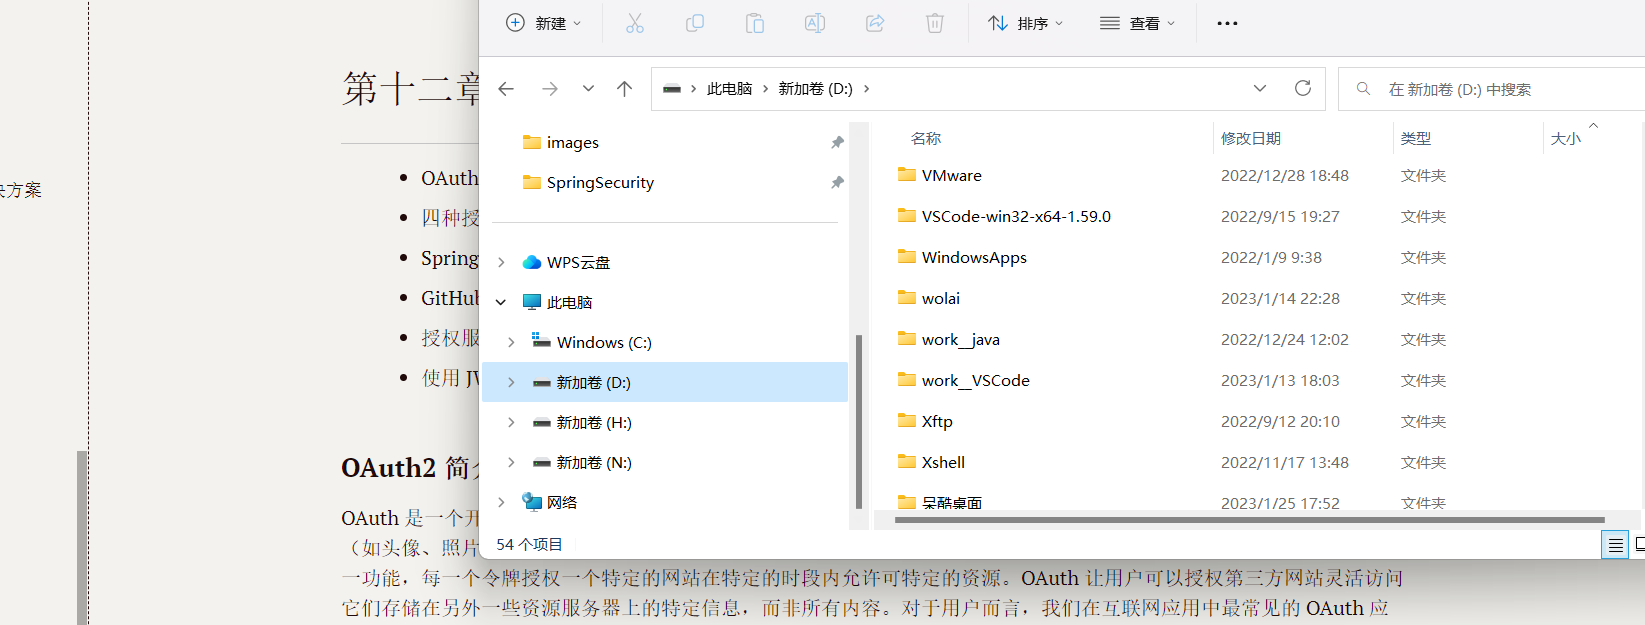 新建
排序
查看
此电脑
新加卷 (D:)
在 新加卷 (D:) 中搜索
images
SpringSecurity
WPS云盘
此电脑
Windows (C:)
新加卷 (D:)
新加卷 (H:)
新加卷 (N:)
网络
名称 修改日期 类型 大小
VMware 2022/12/28 18:48 文件夹
VSCode-win32-x64-1.59.0 2022/9/15 19:27 文件夹
WindowsApps 2022/1/9 9:38 文件夹
wolai 2023/1/14 22:28 文件夹
work__java 2022/12/24 12:02 文件夹
work__VSCode 2023/1/13 18:03 文件夹
Xftp 2022/9/12 20:10 文件夹
Xshell 2022/11/17 13:48 文件夹
呆酷桌面 2023/1/25 17:52 文件夹
54 个项目
方案
第十二章
OAuth
四种授
Spring
GitHub
授权服
使用 JW
OAuth2 简介
OAuth 是一个开
（如头像、照片
一功能，每一个令牌授权一个特定的网站在特定的时段内允许可特定的资源。OAuth 让用户可以授权第三方网站灵活访问
它们存储在另外一些资源服务器上的特定信息，而非所有内容。对于用户而言，我们在互联网应用中最常见的 OAuth 应